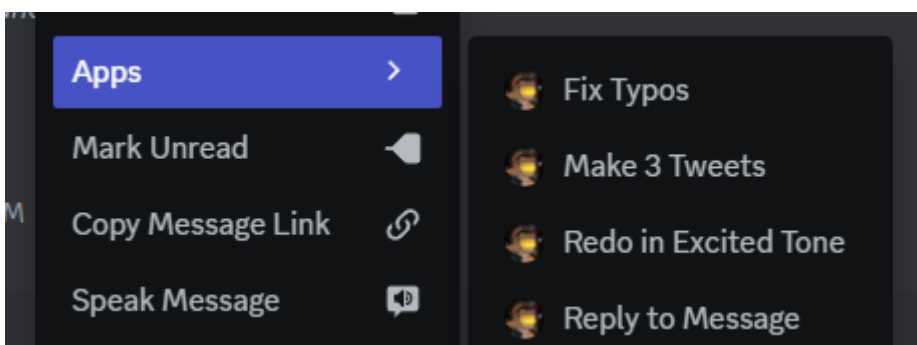 Apps
Mark Unread
Copy Message Link
Speak Message
Fix Typos
Make 3 Tweets
Redo in Excited Tone
Reply to Message